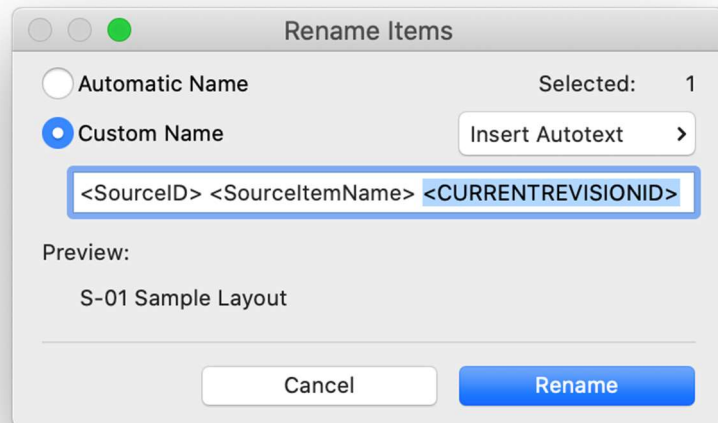 Rename Items
Automatic Name Selected: 1
Custom Name Insert Autotext >
<SourceID> <SourceItemName> <CURRENTREVISIONID>
Preview:
S-01 Sample Layout
Cancel Rename